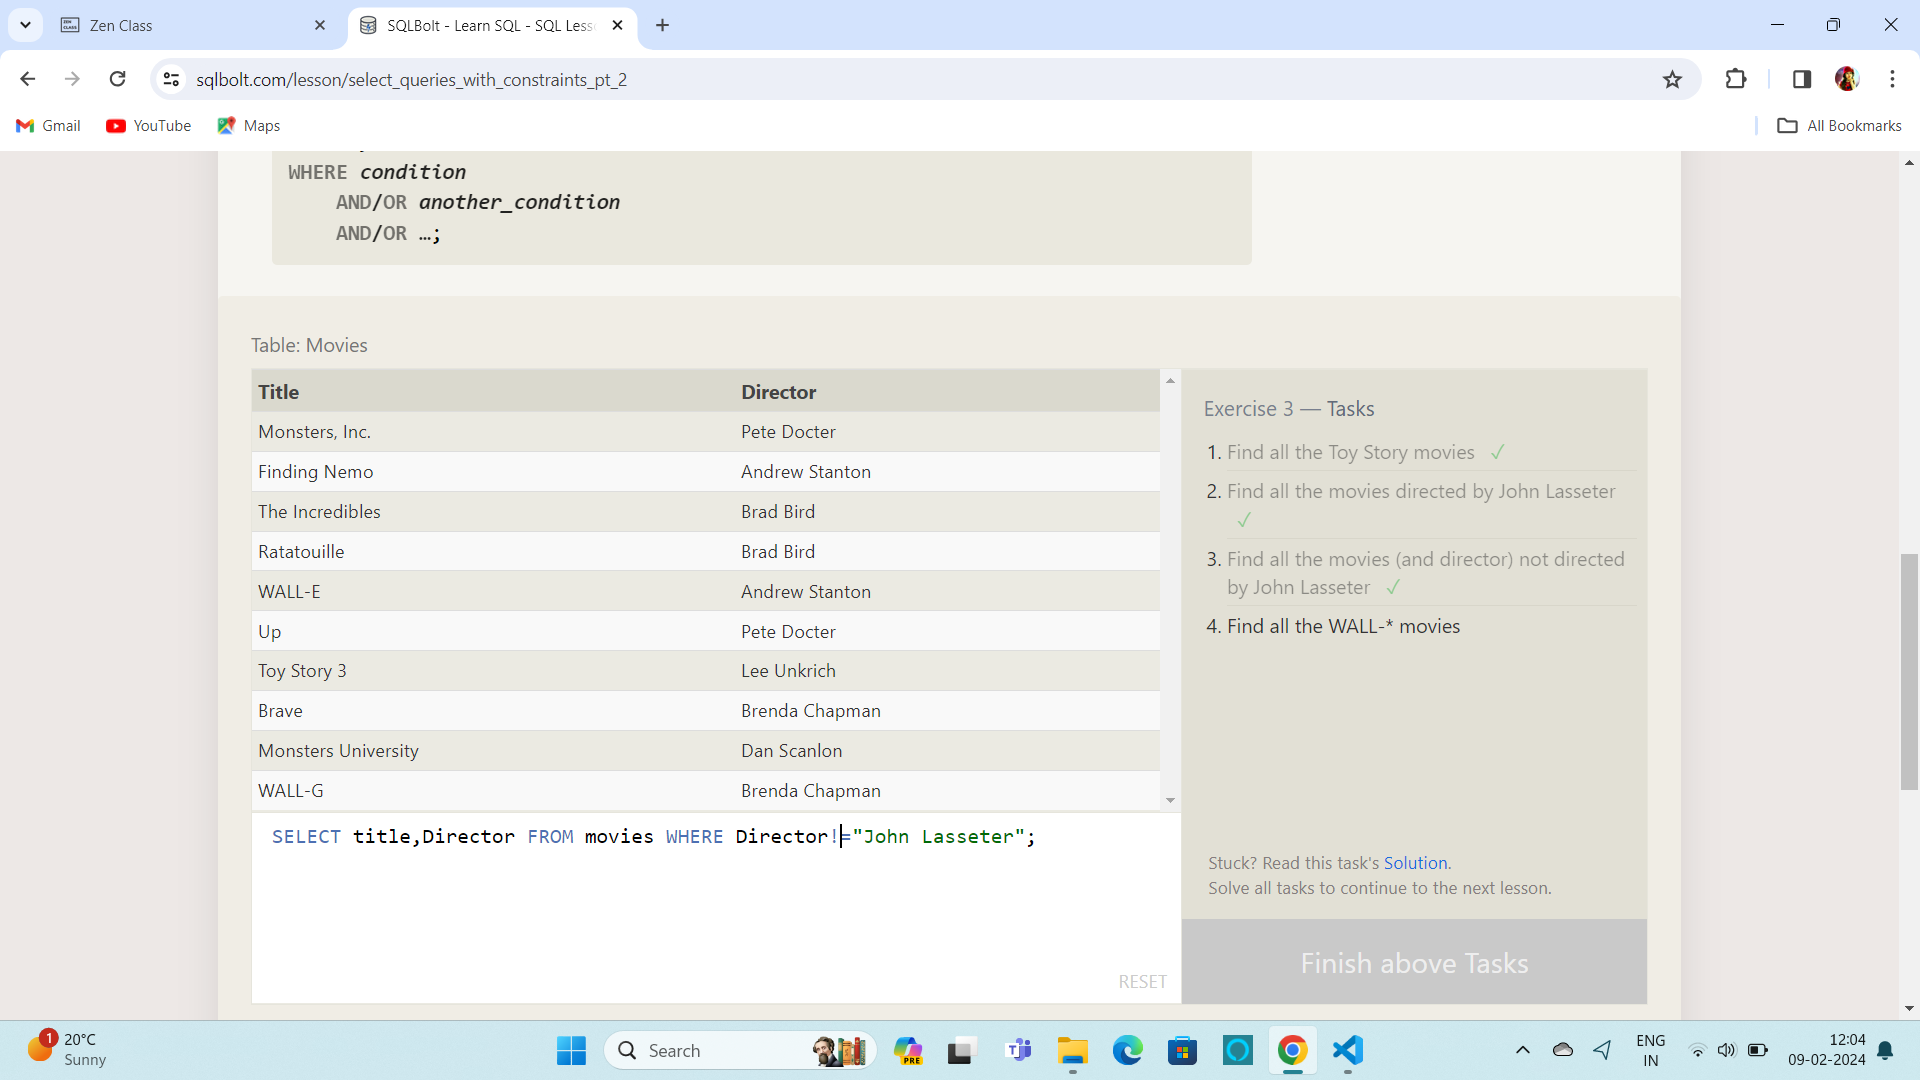 Zen Class
SQLBolt - Learn SQL - SQL Less
sqlbolt.com/lesson/select_queries_with_constraints_pt_2
Gmail
YouTube
Maps
All Bookmarks
WHERE condition
AND/OR another_condition
AND/OR …;
Table: Movies
Title Director
Monsters, Inc. Pete Docter
Finding Nemo Andrew Stanton
The Incredibles Brad Bird
Ratatouille Brad Bird
WALL-E Andrew Stanton
Up Pete Docter
Toy Story 3 Lee Unkrich
Brave Brenda Chapman
Monsters University Dan Scanlon
WALL-G Brenda Chapman
SELECT title,Director FROM movies WHERE Director!="John Lasseter";
RESET
Exercise 3 — Tasks
1. Find all the Toy Story movies ✓
2. Find all the movies directed by John Lasseter
✓
3. Find all the movies (and director) not directed
by John Lasseter ✓
4. Find all the WALL-* movies
Stuck? Read this task's Solution.
Solve all tasks to continue to the next lesson.
Finish above Tasks
1
20°C
Sunny
Search
PRE
ENG
IN
12:04
09-02-2024